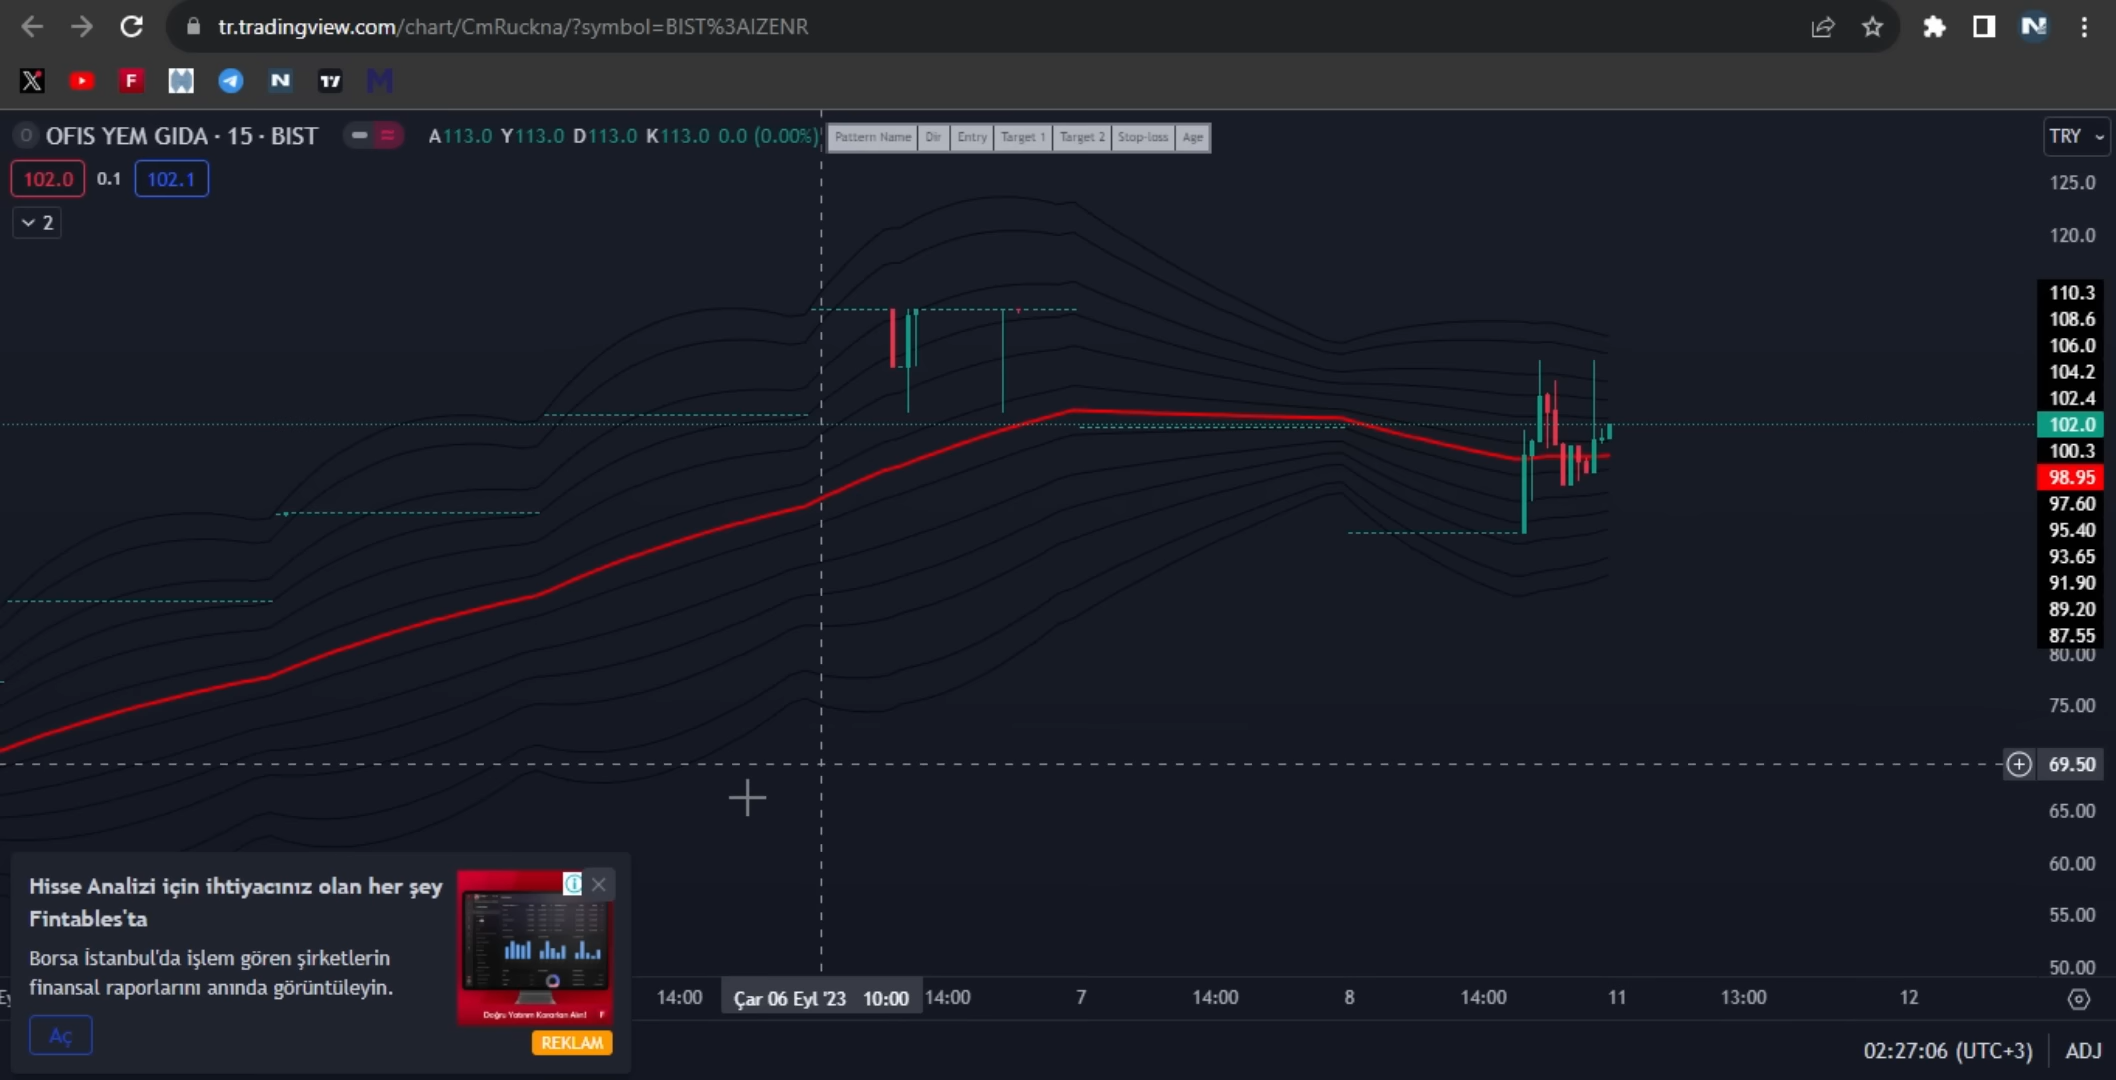 tr.tradingview.com/chart/CmRuckna/?symbol=BIST%3AIZENR
OFIS YEM GIDA · 15 · BIST
A113.0 Y113.0 D113.0 K113.0 0.0 (0.00%)
Pattern Name Dir Entry Target 1 Target 2 Stop-loss Age
TRY
102.0 0.1 102.1
2
125.0
120.0
110.3
108.6
106.0
104.2
102.4
102.0
100.3
98.95
97.60
95.40
93.65
91.90
89.20
87.55
80.00
75.00
69.50
65.00
60.00
55.00
50.00
Hisse Analizi için ihtiyacınız olan her şey
Fintables'ta
Borsa İstanbul'da işlem gören şirketlerin
finansal raporlarını anında görüntüleyin.
Aç
Doğru Yatırım Kararları Alın! F
REKLAM
14:00 Çar 06 Eyl '23 10:00 14:00 7 14:00 8 14:00 11 13:00 12
02:27:06 (UTC+3) ADJ